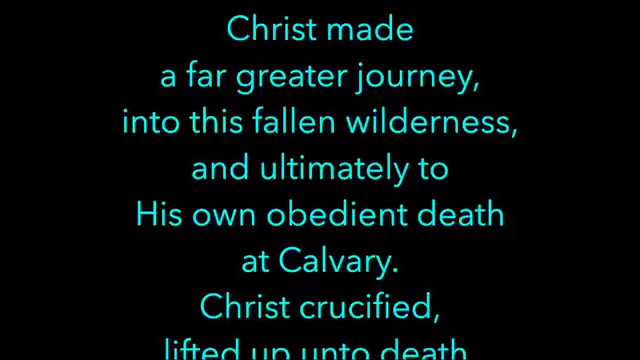 Christ made
a far greater journey,
into this fallen wilderness,
and ultimately to
His own obedient death
at Calvary.
Christ crucified,
lifted up unto death